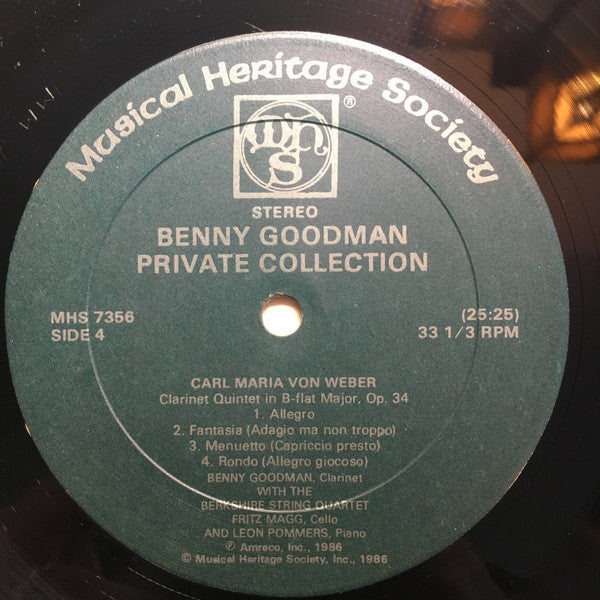 Musical Heritage Society
mhs
®
STEREO
BENNY GOODMAN
PRIVATE COLLECTION
MHS 7356
SIDE 4
(25:25)
33 1/3 RPM
CARL MARIA VON WEBER
Clarinet Quintet in B-flat Major, Op. 34
1. Allegro
2. Fantasia (Adagio ma non troppo)
3. Menuetto (Capriccio presto)
4. Rondo (Allegro giocoso)
BENNY GOODMAN, Clarinet
WITH THE
BERKSHIRE STRING QUARTET
FRITZ MAGG, Cello
AND LEON POMMERS, Piano
℗ Amreco, Inc., 1986
© Musical Heritage Society, Inc., 1986